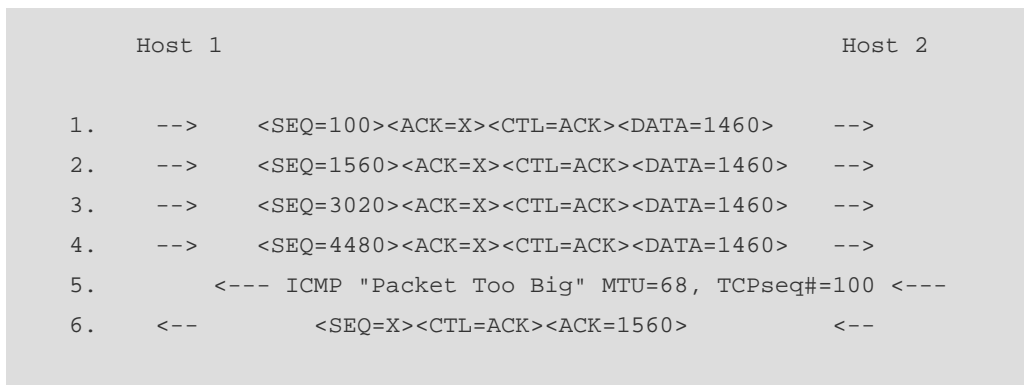 Host 1 Host 2
1. --> <SEQ=100><ACK=X><CTL=ACK><DATA=1460> -->
2. --> <SEQ=1560><ACK=X><CTL=ACK><DATA=1460> -->
3. --> <SEQ=3020><ACK=X><CTL=ACK><DATA=1460> -->
4. --> <SEQ=4480><ACK=X><CTL=ACK><DATA=1460> -->
5. <--- ICMP "Packet Too Big" MTU=68, TCPseq#=100 <---
6. <-- <SEQ=X><CTL=ACK><ACK=1560> <--